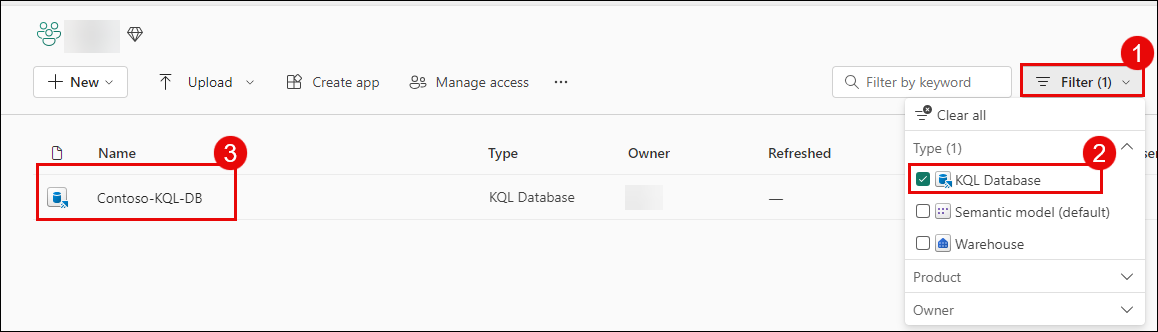 1
New
Upload
Create app
Manage access
...
Filter by keyword
Filter (1)
Clear all
3
2
Name
Type
Owner
Refreshed
Type (1)
Contoso-KQL-DB
KQL Database
—
KQL Database
Semantic model (default)
Warehouse
Product
Owner